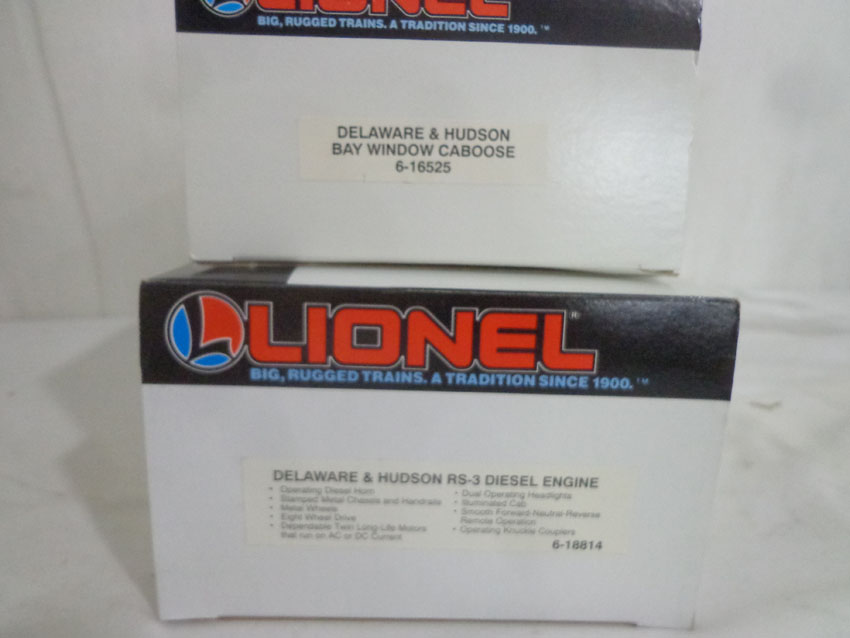 LIONEL
BIG, RUGGED TRAINS. A TRADITION SINCE 1900. ™
DELAWARE & HUDSON
BAY WINDOW CABOOSE
6-16525
LIONEL®
BIG, RUGGED TRAINS. A TRADITION SINCE 1900. ™
DELAWARE & HUDSON RS-3 DIESEL ENGINE
• Operating Diesel Horn
• Stamped Metal Chassis and Handrails
• Metal Wheels
• Eight Wheel Drive
• Dependable Twin Long-Life Motors
that run on AC or DC Current
• Dual Operating Headlights
• Illuminated Cab
• Smooth Forward-Neutral-Reverse
Remote Operation
• Operating Knuckle Couplers
6-18814